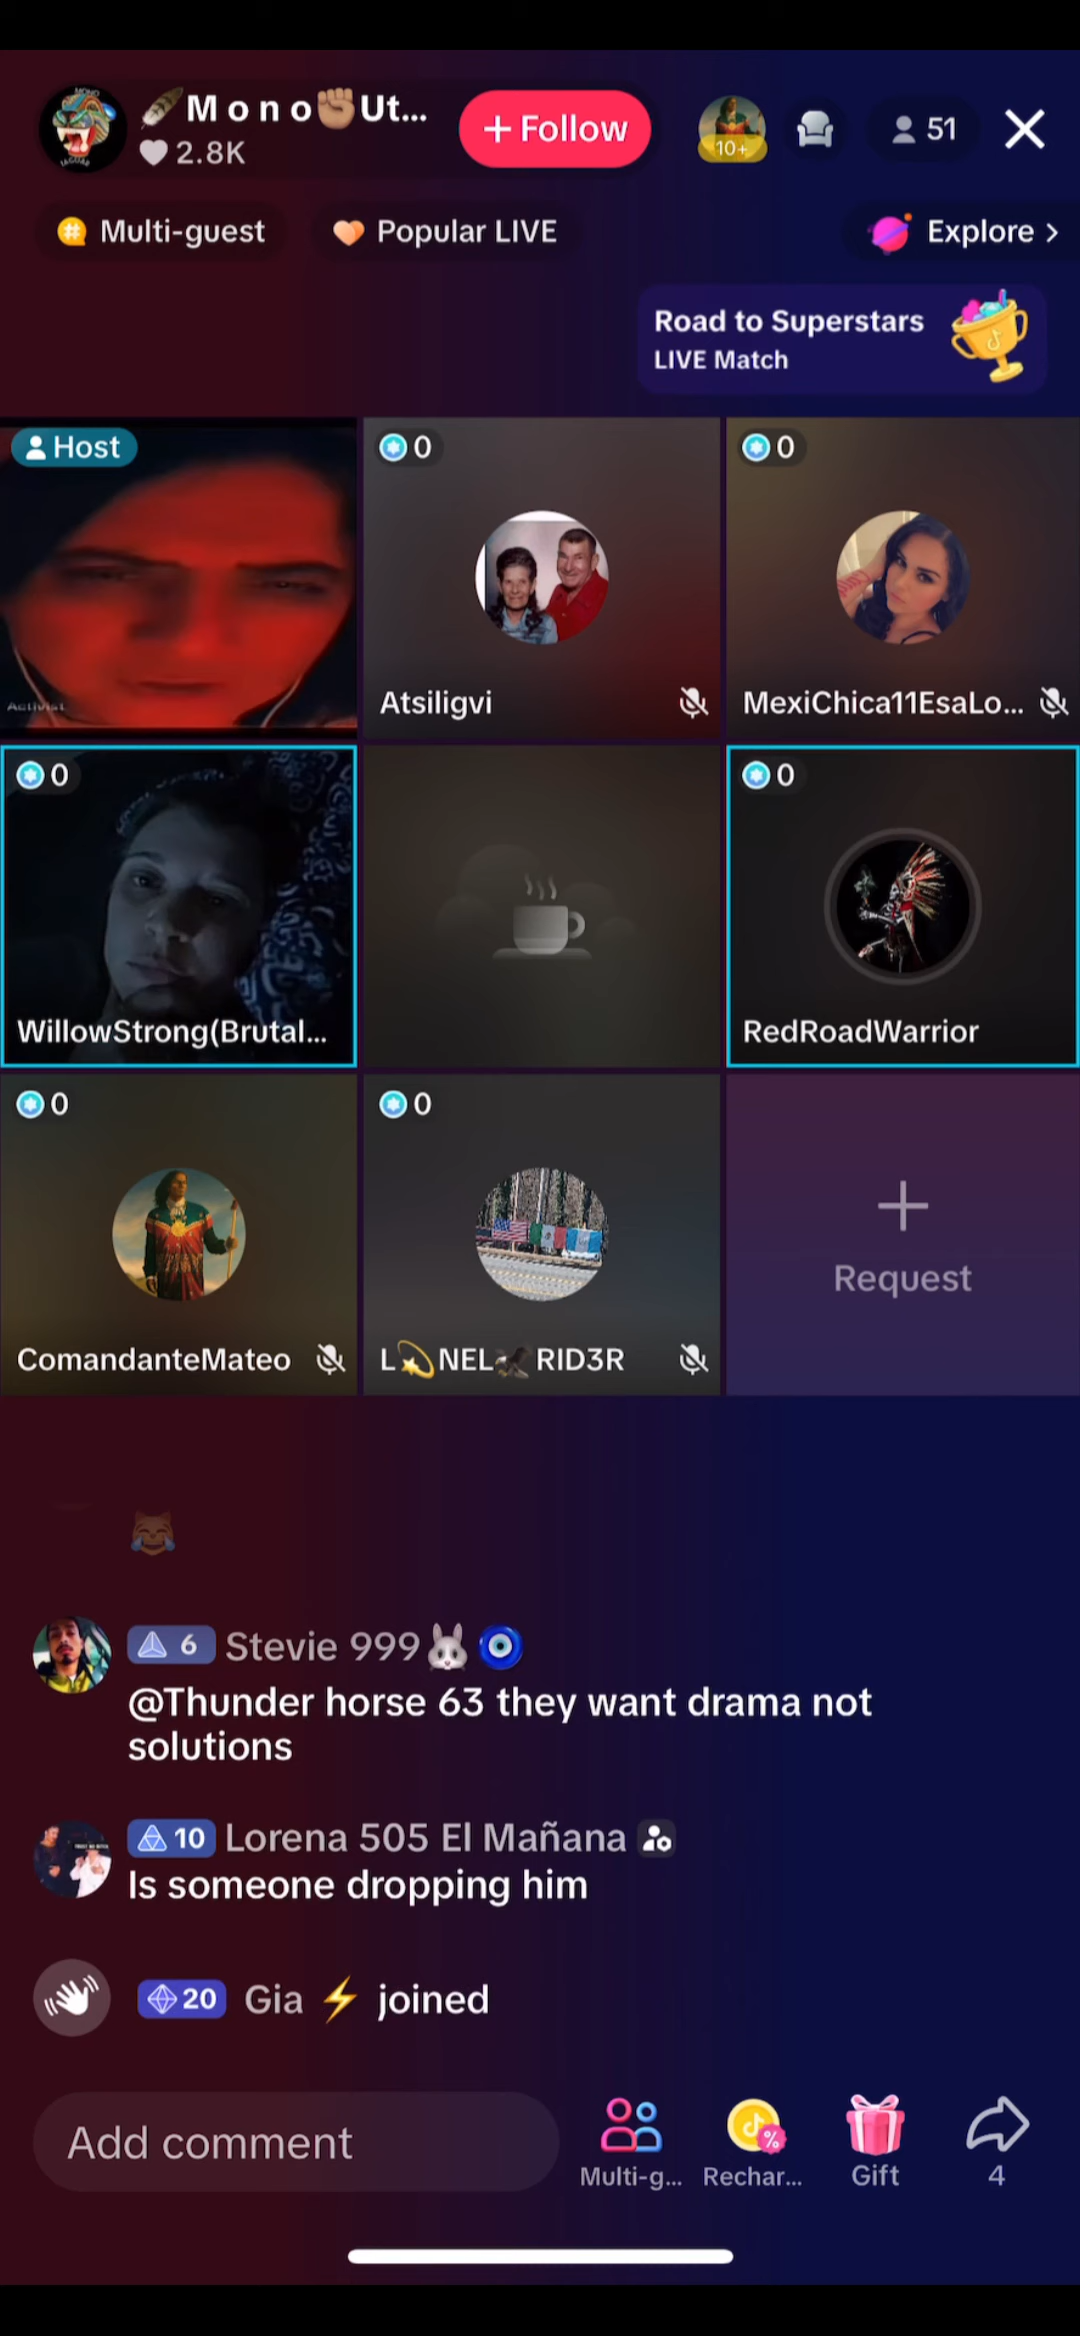 🪶M o n o✊🏽Ut...
2.8K
+ Follow
10+
51
Multi-guest
Popular LIVE
Explore >
Road to Superstars
LIVE Match
Host
0
0
Activist
Atsiligvi
MexiChica11EsaLo...
0
0
WillowStrong(Brutal...
RedRoadWarrior
0
0
ComandanteMateo
L💫NEL🦅RID3R
Request
😹
6 Stevie 999🐰🧿
@Thunder horse 63 they want drama not
solutions
10 Lorena 505 El Mañana
Is someone dropping him
20 Gia ⚡ joined
Add comment
Multi-g...
Rechar...
Gift
4